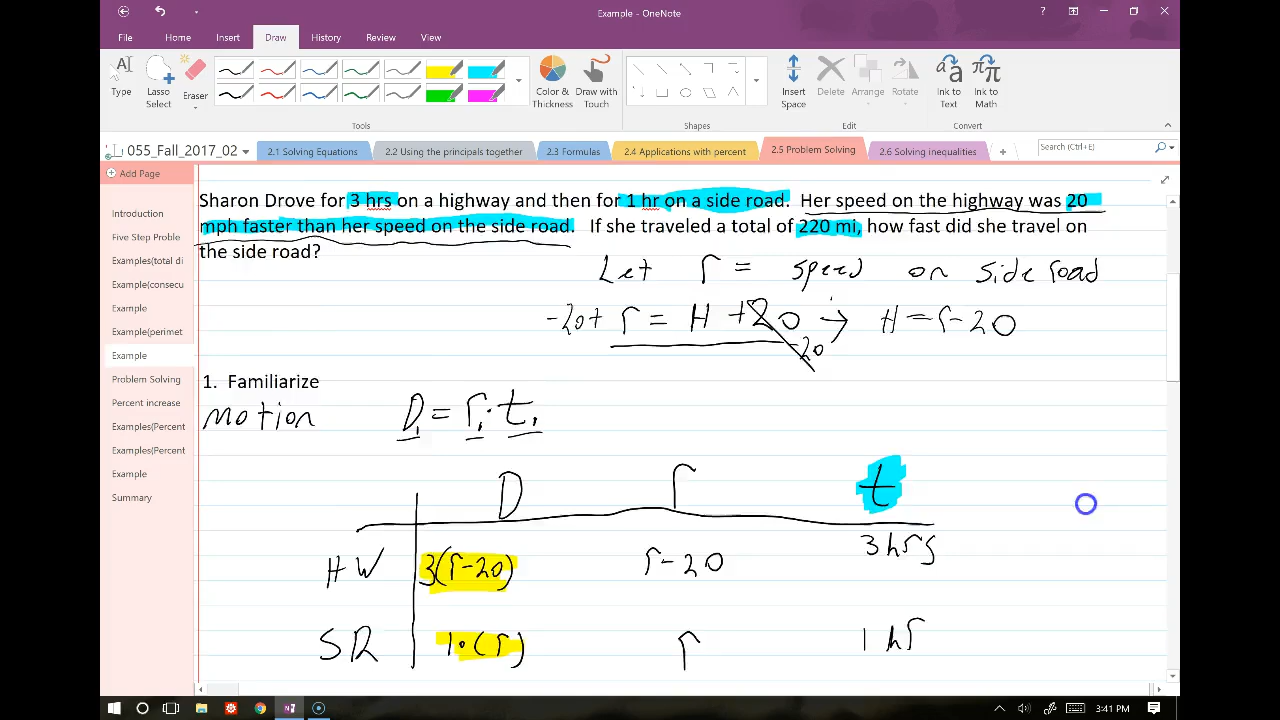 Example - OneNote
File Home Insert Draw History Review View
Type Lasso Select Eraser Color & Thickness Draw with Touch Insert Space Delete Arrange Rotate Ink to Text Ink to Math
Tools Shapes Edit Convert
055_Fall_2017_02 2.1 Solving Equations 2.2 Using the principals together 2.3 Formulas 2.4 Applications with percent 2.5 Problem Solving 2.6 Solving inequalities + Search (Ctrl+E)
Add Page
Introduction
Five Step Proble
Examples(total di
Examples(consecu
Example
Examples(perimet
Example
Problem Solving
Percent increase
Examples(Percent
Examples(Percent
Example
Summary
Sharon Drove for 3 hrs on a highway and then for 1 hr on a side road. Her speed on the highway was 20
mph faster than her speed on the side road. If she traveled a total of 220 mi, how fast did she travel on
the side road?
Let r = speed on side road
-20+ r = H +20 -20 → H = r-20
1. Familiarize
motion D = r · t
D r t
HW 3(r-20) r-20 3 hrs
SR 1·(r) r 1 hr
3:41 PM